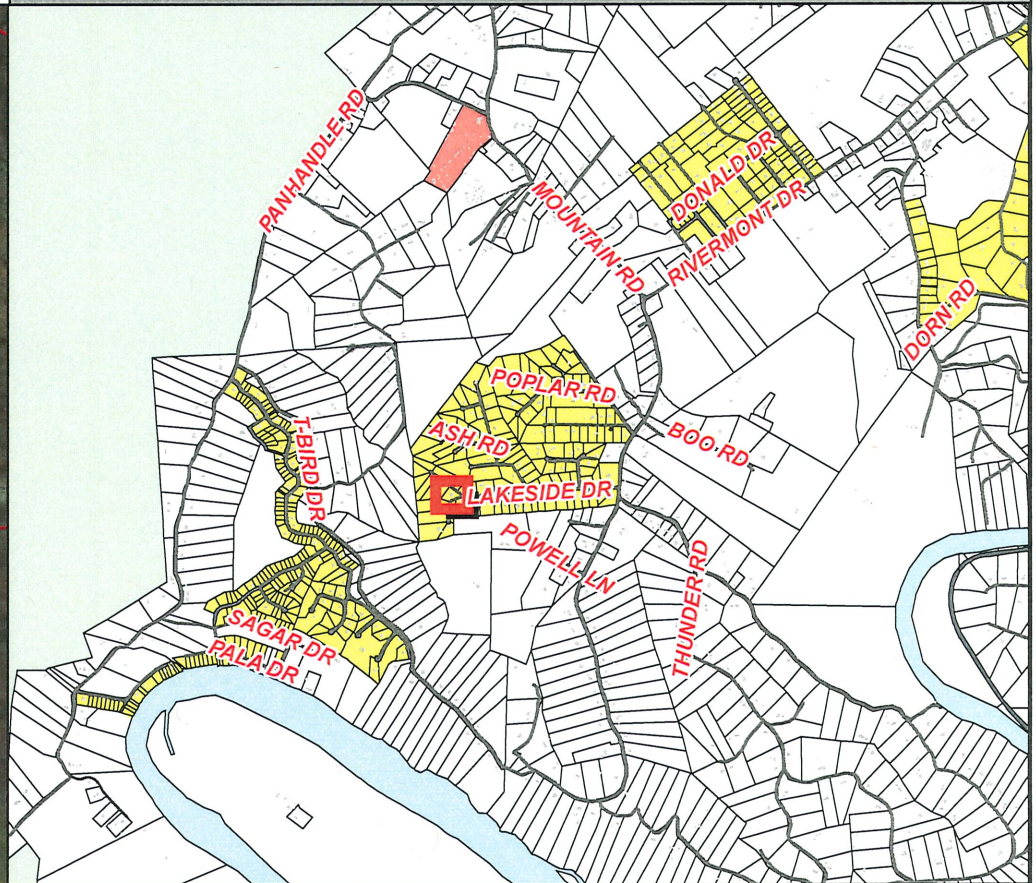 PANHANDLE RD
DONALD DR
MOUNTAIN RD
RIVERMONT DR
DORN RD
POPLAR RD
ASH RD
BOO RD
T-BIRD DR
LAKESIDE DR
POWELL LN
THUNDER RD
SAGAR DR
PALA DR